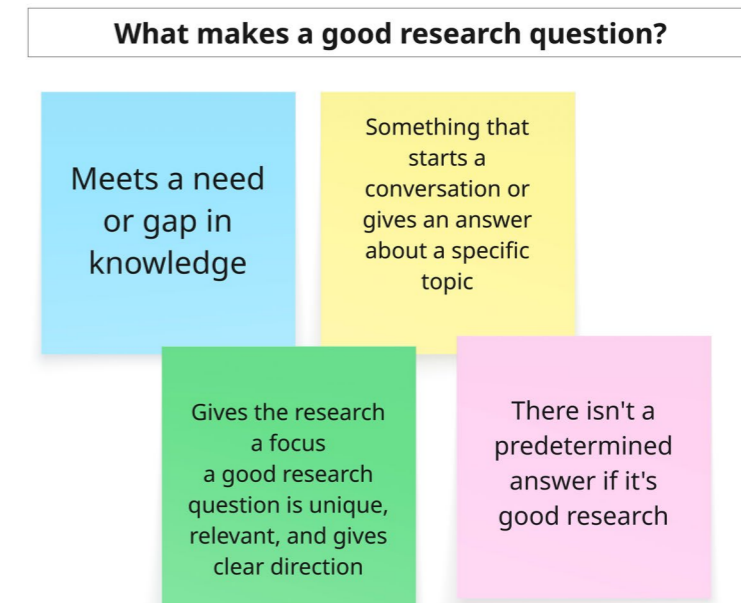 What makes a good research question?
Meets a need
or gap in
knowledge
Something that
starts a
conversation or
gives an answer
about a specific
topic
Gives the research
a focus
a good research
question is unique,
relevant, and gives
clear direction
There isn't a
predetermined
answer if it's
good research